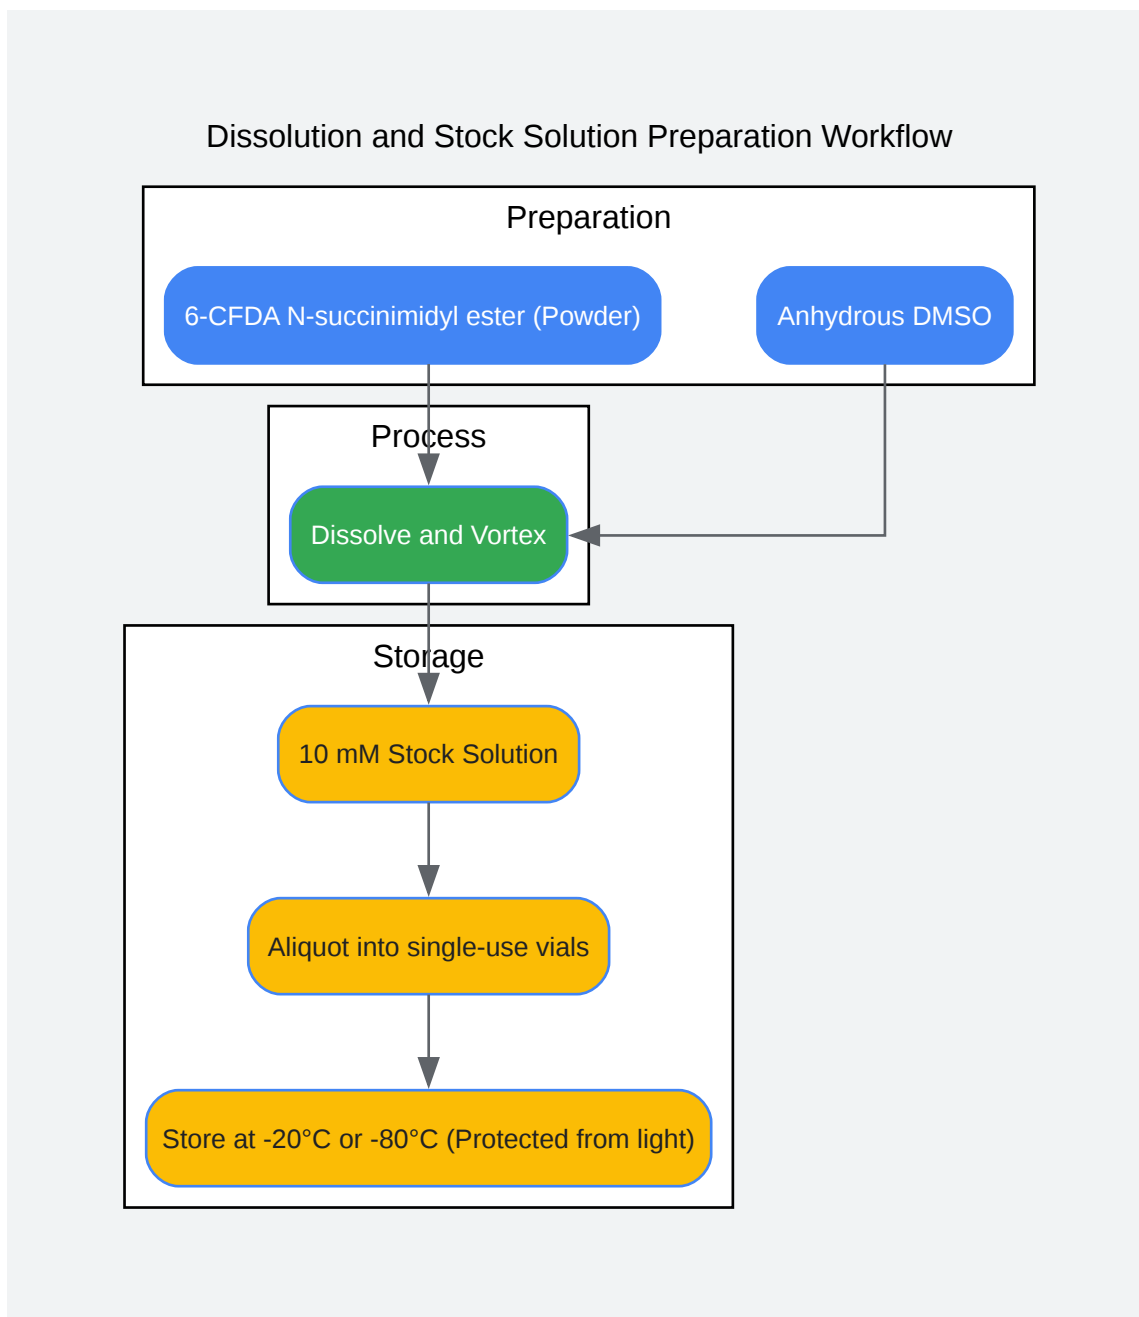 Dissolution and Stock Solution Preparation Workflow
Preparation
6-CFDA N-succinimidyl ester (Powder)
Anhydrous DMSO
Process
Dissolve and Vortex
Storage
10 mM Stock Solution
Aliquot into single-use vials
Store at -20°C or -80°C (Protected from light)